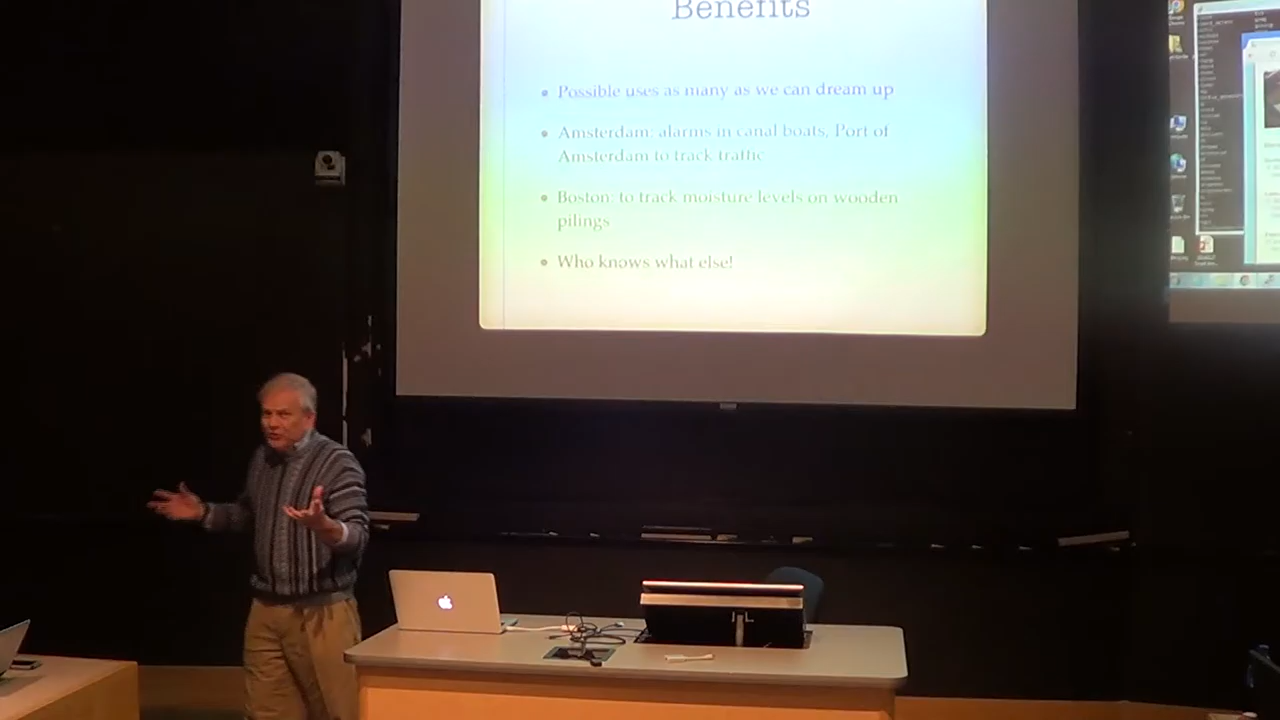 Benefits
Possible uses as many as we can dream up
Amsterdam: alarms in canal boats, Port of
Amsterdam to track traffic
Boston: to track moisture levels on wooden
pilings
Who knows what else!